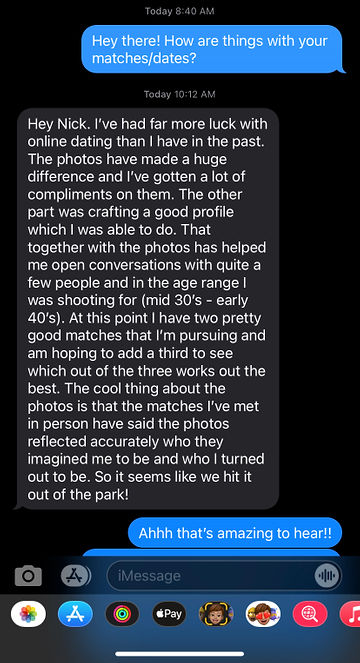 Today 8:40 AM
Hey there! How are things with your
matches/dates?
Today 10:12 AM
Hey Nick. I've had far more luck with
online dating than I have in the past.
The photos have made a huge
difference and I've gotten a lot of
compliments on them. The other
part was crafting a good profile
which I was able to do. That
together with the photos has helped
me open conversations with quite a
few people and in the age range I
was shooting for (mid 30's - early
40's). At this point I have two pretty
good matches that I'm pursuing and
am hoping to add a third to see
which out of the three works out the
best. The cool thing about the
photos is that the matches I've met
in person have said the photos
reflected accurately who they
imagined me to be and who I turned
out to be. So it seems like we hit it
out of the park!
Ahhh that's amazing to hear!!
iMessage
Pay